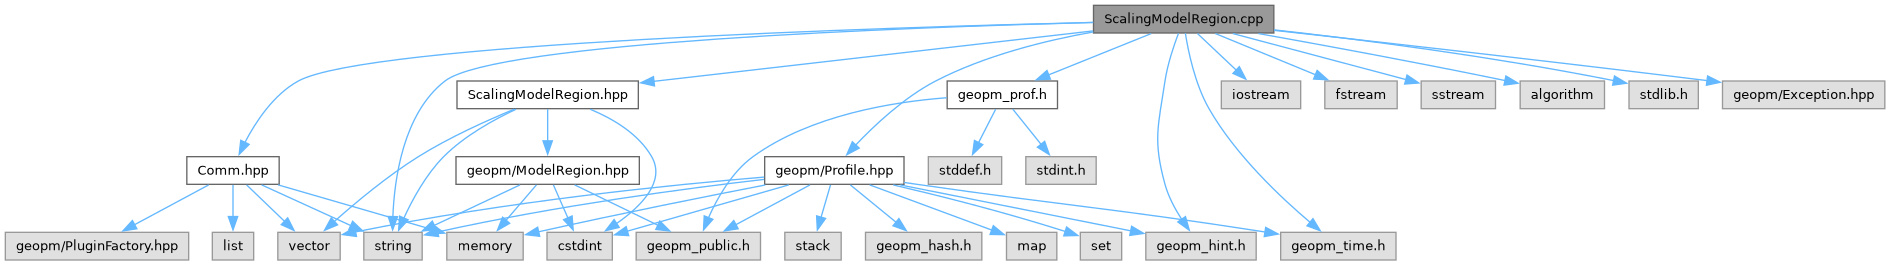 ScalingModelRegion.cpp
ScalingModelRegion.hpp
geopm_prof.h
iostream
fstream
sstream
algorithm
stdlib.h
geopm/Exception.hpp
Comm.hpp
geopm/ModelRegion.hpp
geopm/Profile.hpp
stddef.h
stdint.h
geopm/PluginFactory.hpp
list
vector
string
memory
cstdint
geopm_public.h
stack
geopm_hash.h
map
set
geopm_hint.h
geopm_time.h